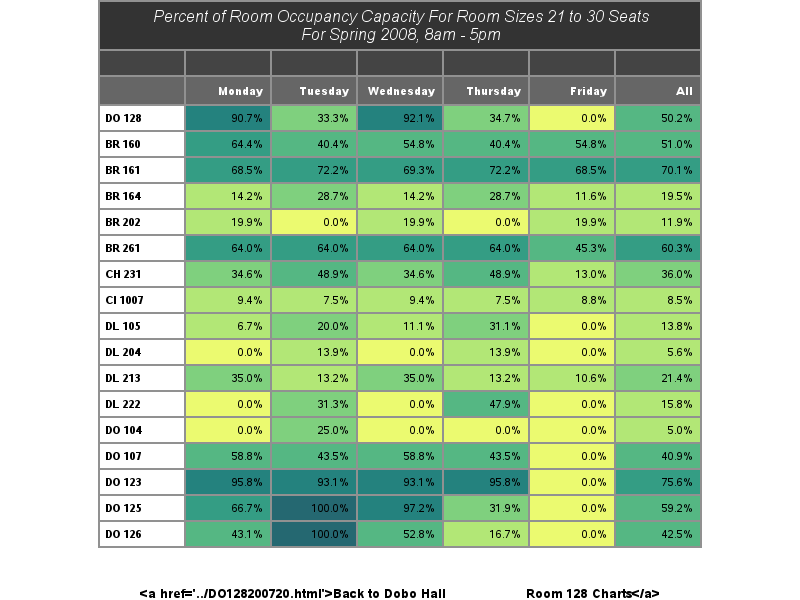 Percent of Room Occupancy Capacity For Room Sizes 21 to 30 Seats
For Spring 2008, 8am - 5pm
Monday Tuesday Wednesday Thursday Friday All
DO 128 90.7% 33.3% 92.1% 34.7% 0.0% 50.2%
BR 160 64.4% 40.4% 54.8% 40.4% 54.8% 51.0%
BR 161 68.5% 72.2% 69.3% 72.2% 68.5% 70.1%
BR 164 14.2% 28.7% 14.2% 28.7% 11.6% 19.5%
BR 202 19.9% 0.0% 19.9% 0.0% 19.9% 11.9%
BR 261 64.0% 64.0% 64.0% 64.0% 45.3% 60.3%
CH 231 34.6% 48.9% 34.6% 48.9% 13.0% 36.0%
CI 1007 9.4% 7.5% 9.4% 7.5% 8.8% 8.5%
DL 105 6.7% 20.0% 11.1% 31.1% 0.0% 13.8%
DL 204 0.0% 13.9% 0.0% 13.9% 0.0% 5.6%
DL 213 35.0% 13.2% 35.0% 13.2% 10.6% 21.4%
DL 222 0.0% 31.3% 0.0% 47.9% 0.0% 15.8%
DO 104 0.0% 25.0% 0.0% 0.0% 0.0% 5.0%
DO 107 58.8% 43.5% 58.8% 43.5% 0.0% 40.9%
DO 123 95.8% 93.1% 93.1% 95.8% 0.0% 75.6%
DO 125 66.7% 100.0% 97.2% 31.9% 0.0% 59.2%
DO 126 43.1% 100.0% 52.8% 16.7% 0.0% 42.5%
<a href='../DO128200720.html'>Back to Dobo Hall Room 128 Charts</a>